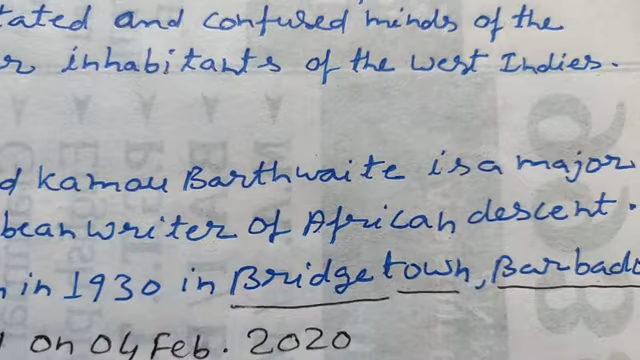 tated and confused minds of the
r inhabitants of the West Indies.
d Kamau Barthwaite is a major
bean writer of African descent.
n in 1930 in Bridgetown, Barbado
on 04 Feb. 2020